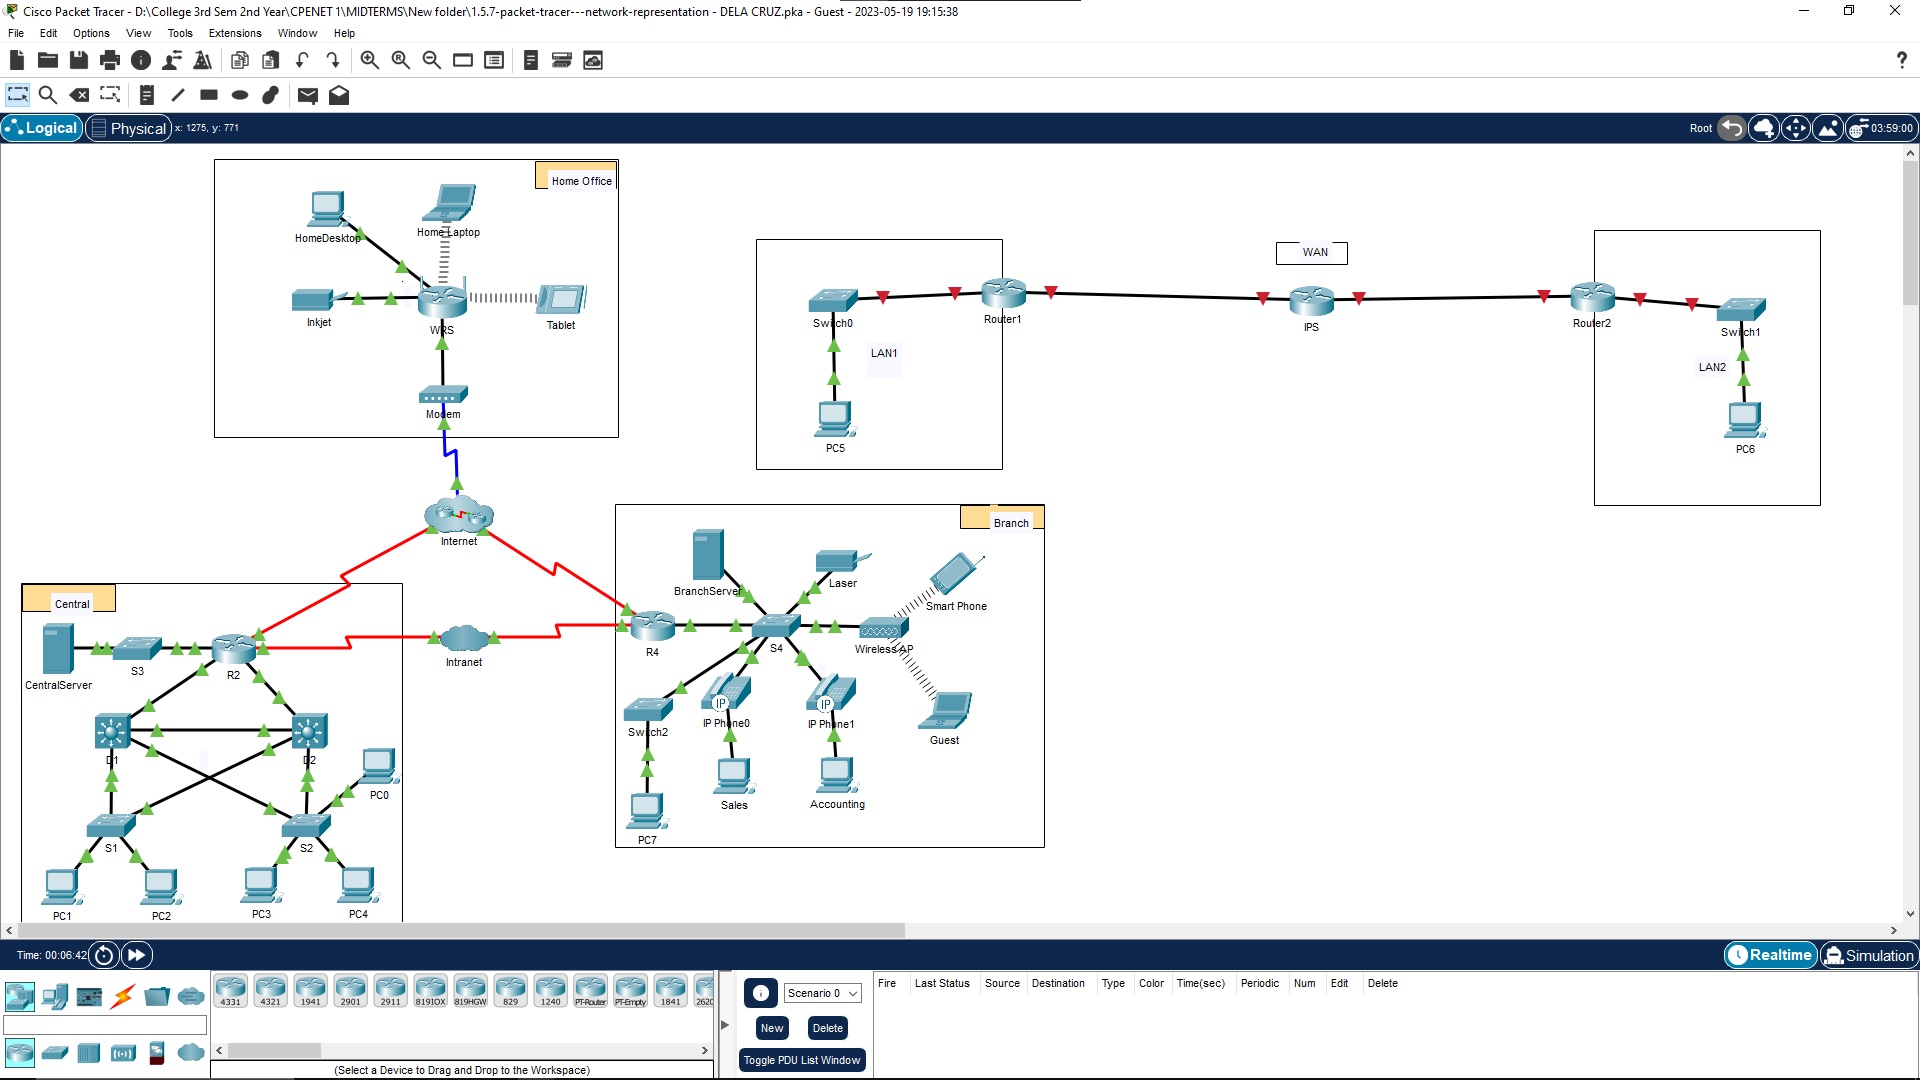 Cisco Packet Tracer - D:\College 3rd Sem 2nd Year\CPENET 1\MIDTERMS\New folder\1.5.7-packet-tracer---network-representation - DELA CRUZ.pka - Guest - 2023-05-19 19:15:38
File Edit Options View Tools Extensions Window Help
Logical Physical x: 1275, y: 771 Root 03:59:00
Home Office
HomeDesktop Home Laptop
Inkjet WRS Tablet
Modem
WAN
Switch0 Router1 IPS Router2 Switch1
LAN1 LAN2
PC5 PC6
Internet
Intranet
Central
CentralServer S3 R2
D1 D2
PC0
S1 S2
PC1 PC2 PC3 PC4
Branch
BranchServer Laser Smart Phone
R4 S4 Wireless AP
Switch2 IP Phone0 IP Phone1 Guest
IP IP
Sales Accounting
PC7
Time: 00:06:42 Realtime Simulation
4331 4321 1941 2901 2911 819IOX 819HGW 829 1240 PT-Router PT-Empty 1841 2620
(Select a Device to Drag and Drop to the Workspace)
Scenario 0
New Delete
Toggle PDU List Window
Fire Last Status Source Destination Type Color Time(sec) Periodic Num Edit Delete